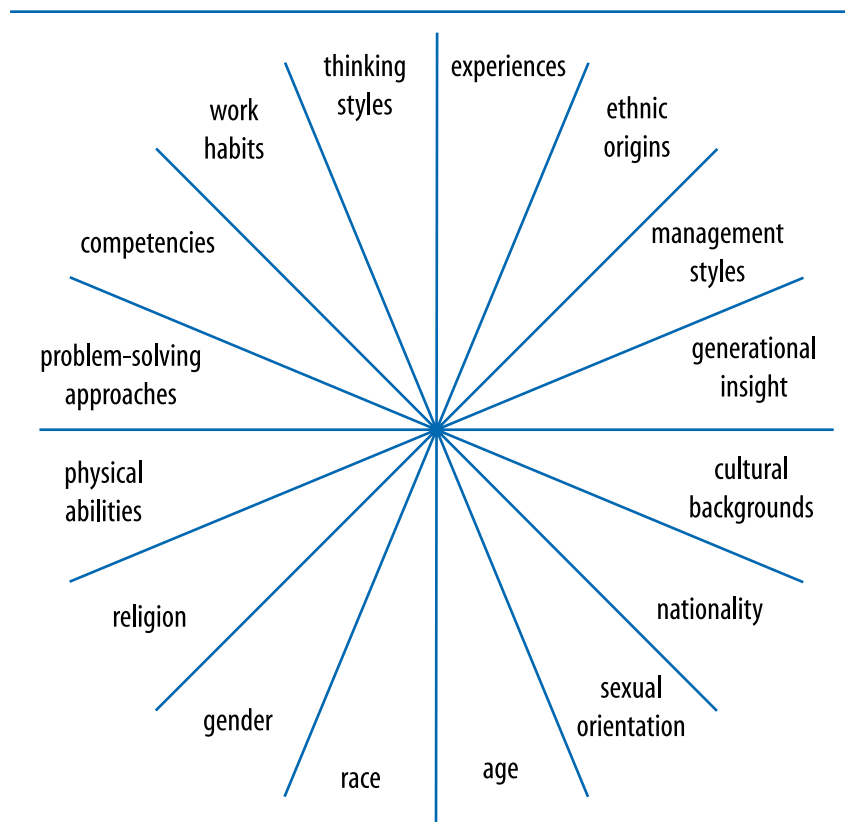 thinking
styles
experiences
ethnic
origins
management
styles
generational
insight
cultural
backgrounds
nationality
sexual
orientation
age
race
gender
religion
physical
abilities
problem-solving
approaches
competencies
work
habits